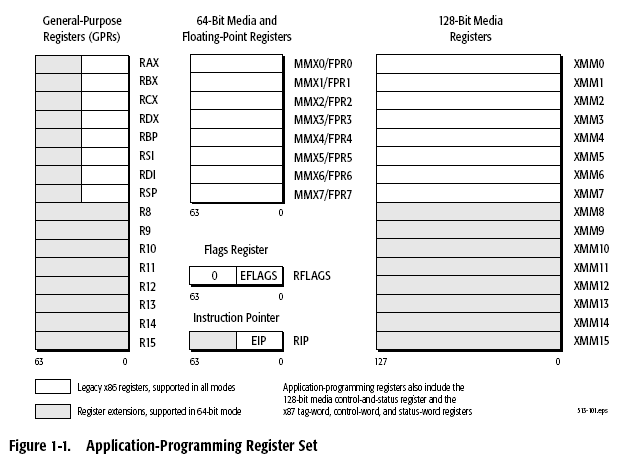 General-Purpose
Registers (GPRs)
64-Bit Media and
Floating-Point Registers
128-Bit Media
Registers
RAX
RBX
RCX
RDX
RBP
RSI
RDI
RSP
R8
R9
R10
R11
R12
R13
R14
R15
63 0
MMX0/FPR0
MMX1/FPR1
MMX2/FPR2
MMX3/FPR3
MMX4/FPR4
MMX5/FPR5
MMX6/FPR6
MMX7/FPR7
63 0
Flags Register
0 EFLAGS RFLAGS
63 0
Instruction Pointer
EIP RIP
63 0
XMM0
XMM1
XMM2
XMM3
XMM4
XMM5
XMM6
XMM7
XMM8
XMM9
XMM10
XMM11
XMM12
XMM13
XMM14
XMM15
127 0
Legacy x86 registers, supported in all modes
Register extensions, supported in 64-bit mode
Application-programming registers also include the
128-bit media control-and-status register and the
x87 tag-word, control-word, and status-word registers
513-101.eps
Figure 1-1. Application-Programming Register Set